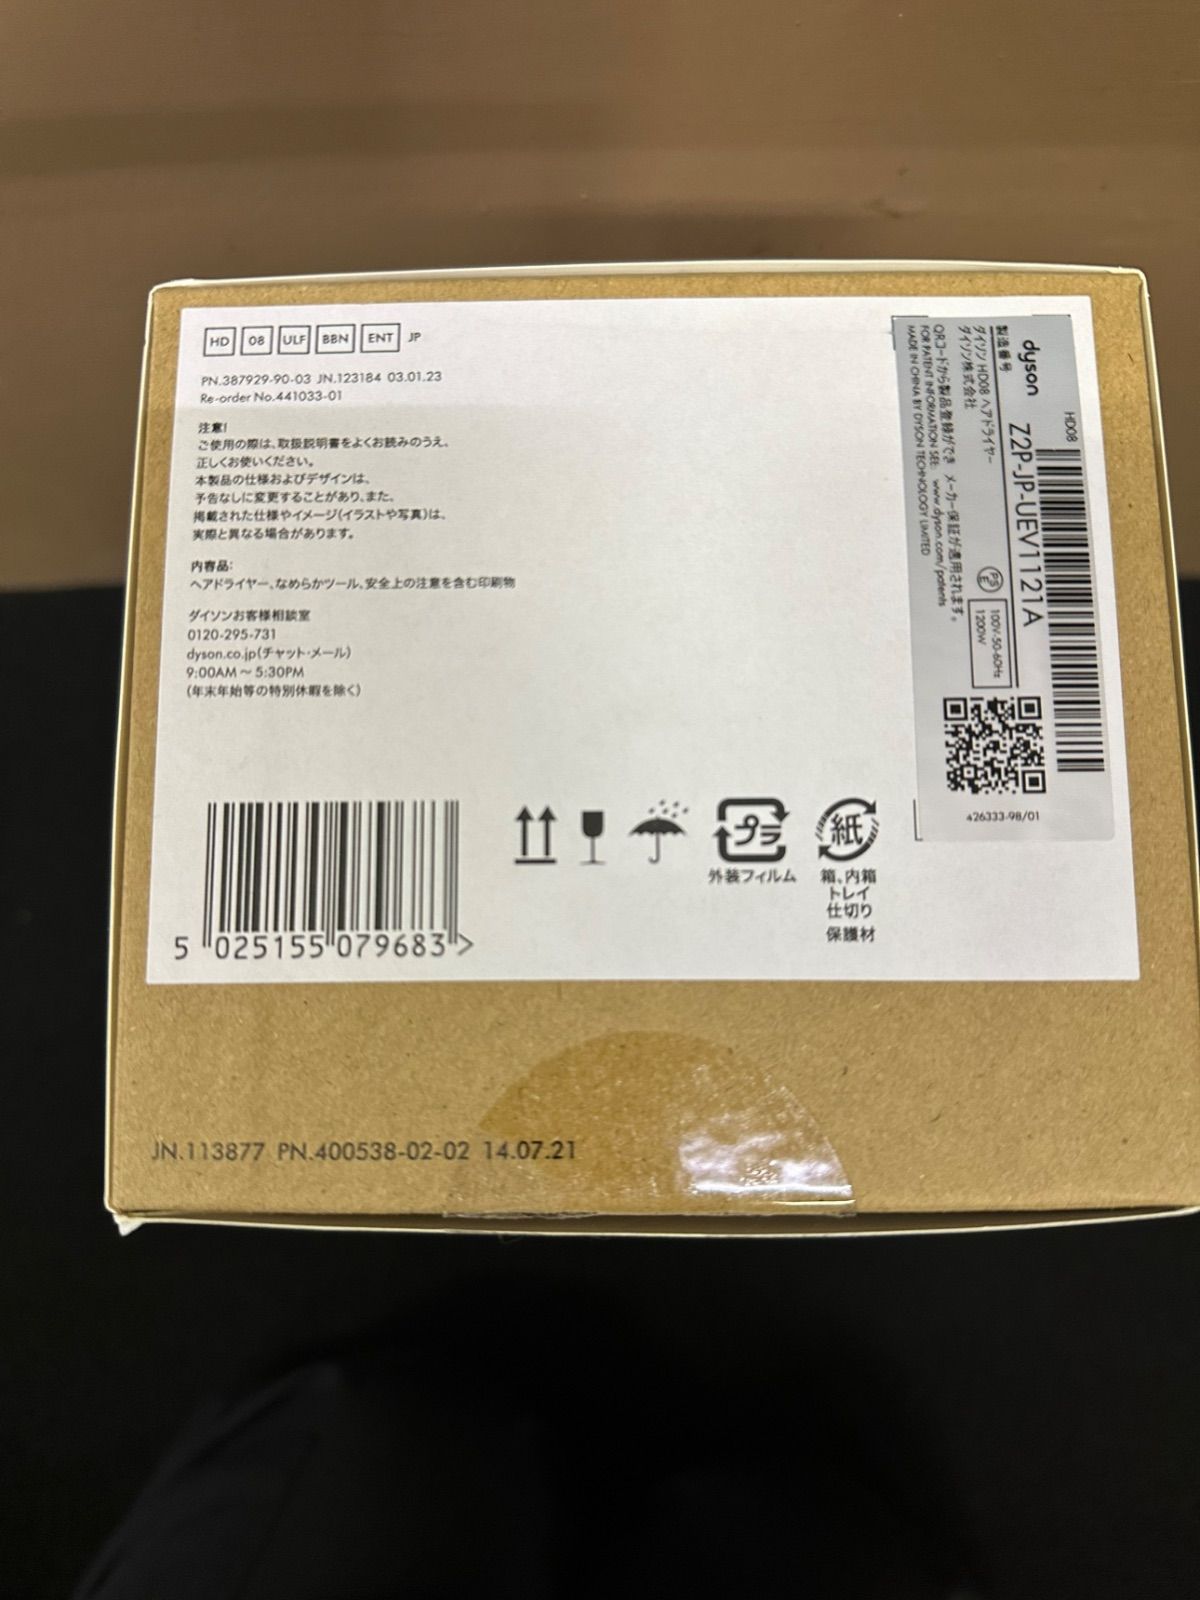 HD 08 ULF BBN ENT JP
PN.387929-90-03 JN.123184 03.01.23
Re-order No.441033-01
注意!
ご使用の際は、取扱説明書をよくお読みのうえ、
正しくお使いください。
本製品の仕様およびデザインは、
予告なしに変更することがあり、また、
掲載された仕様やイメージ(イラストや写真)は、
実際と異なる場合があります。
内容品:
ヘアドライヤー、なめらかツール、安全上の注意を含む印刷物
ダイソンお客様相談室
0120-295-731
dyson.co.jp(チャット・メール)
9:00AM ～ 5:30PM
(年末年始等の特別休暇を除く)
5 025155 079683 >
プラ
外装フィルム
紙
箱、内箱
トレイ
仕切り
保護材
HD08
dyson Z2P-JP-UEV1121A
製造番号
ダイソン HD08 ヘアドライヤー
ダイソン株式会社
PS E
100V-50-60Hz
1200W
QRコードから製品登録ができ メーカー保証が適用されます。
FOR PATENT INFORMATION SEE: www.dyson.com/patents
MADE IN CHINA BY DYSON TECHNOLOGY LIMITED
426333-98/01
JN.113877 PN.400538-02-02 14.07.21